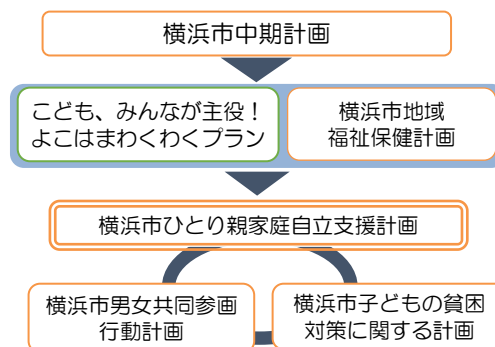 横浜市中期計画
こども、みんなが主役！
よこはまわくわくプラン
横浜市地域
福祉保健計画
横浜市ひとり親家庭自立支援計画
横浜市男女共同参画
行動計画
横浜市子どもの貧困
対策に関する計画